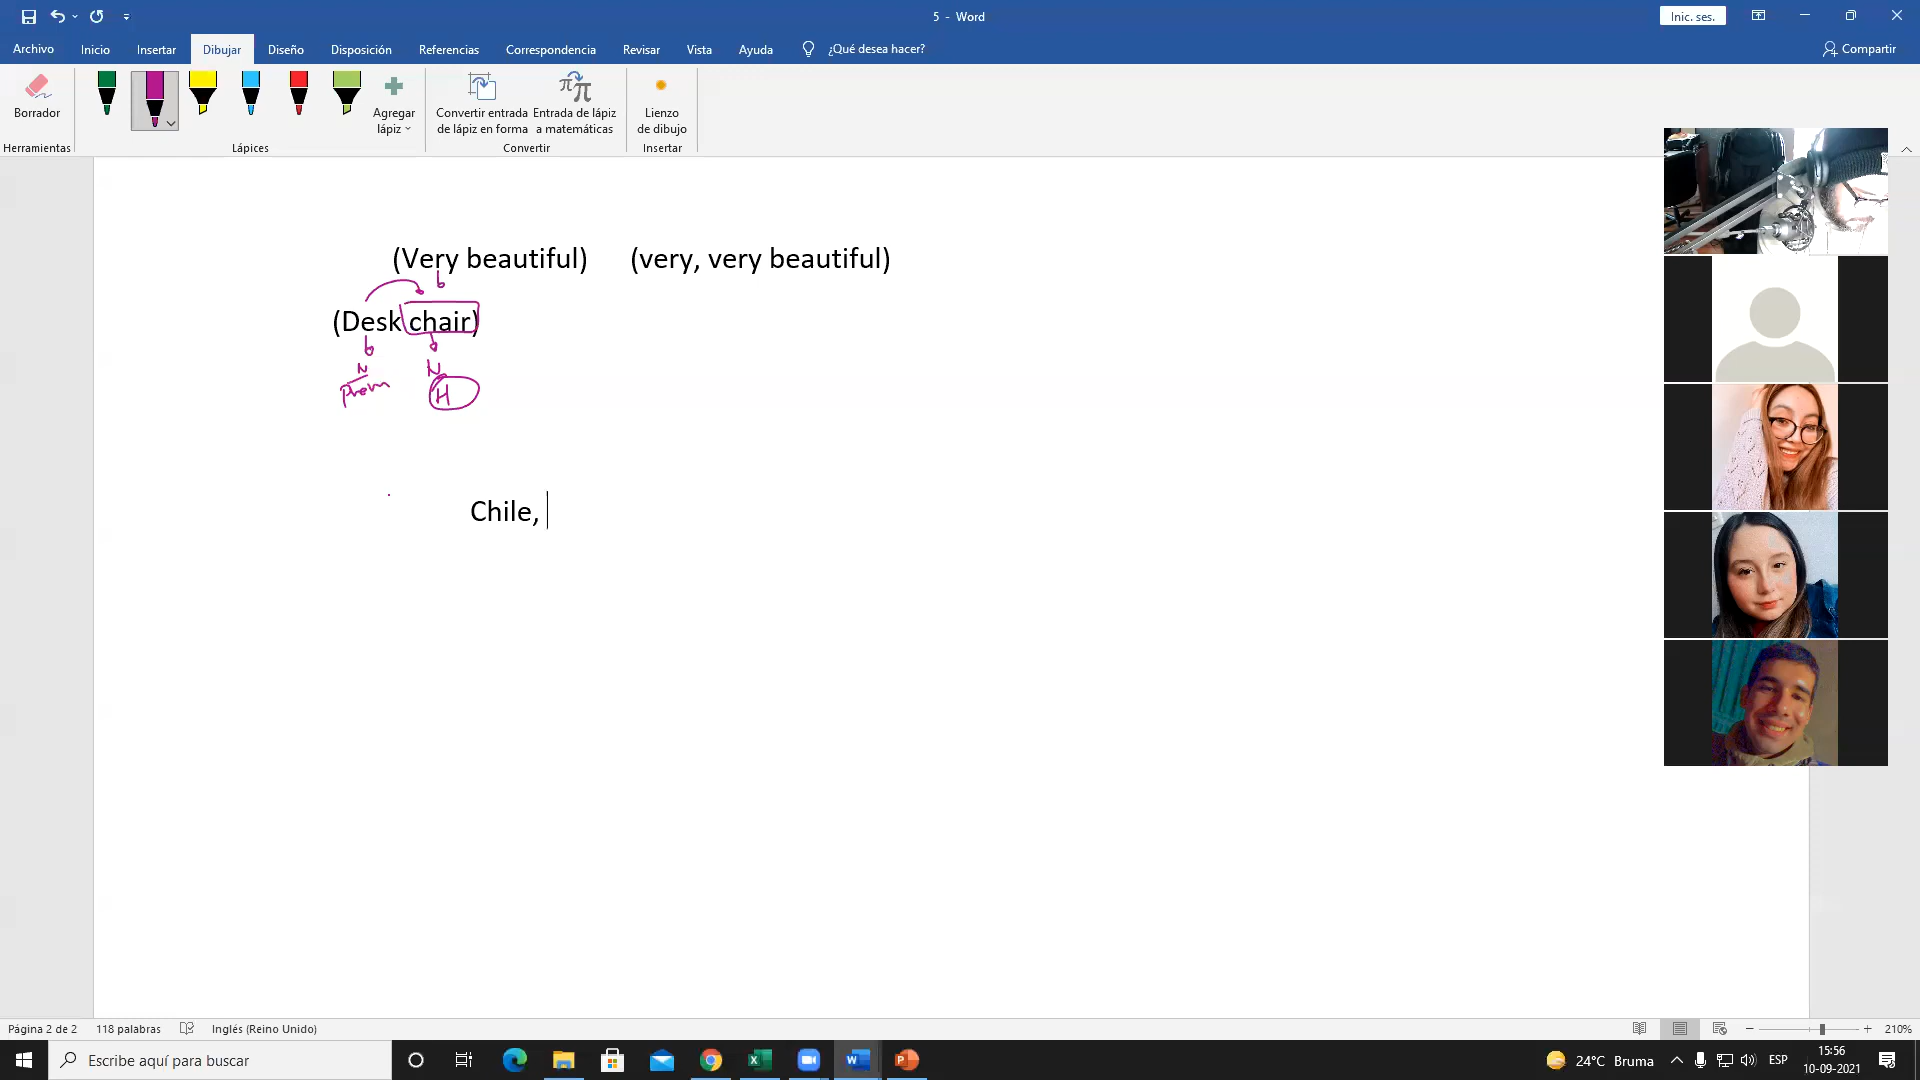 5 - Word
Inic. ses.
Archivo Inicio Insertar Dibujar Diseño Disposición Referencias Correspondencia Revisar Vista Ayuda ¿Qué desea hacer? Compartir
Borrador
Agregar lápiz
Convertir entrada de lápiz en forma
Entrada de lápiz a matemáticas
Lienzo de dibujo
Herramientas Lápices Convertir Insertar
(Very beautiful) (very, very beautiful)
(Desk chair)
N N
Prem H
Chile,
Página 2 de 2 118 palabras Inglés (Reino Unido) 210%
Escribe aquí para buscar
24°C Bruma ESP 15:56
10-09-2021